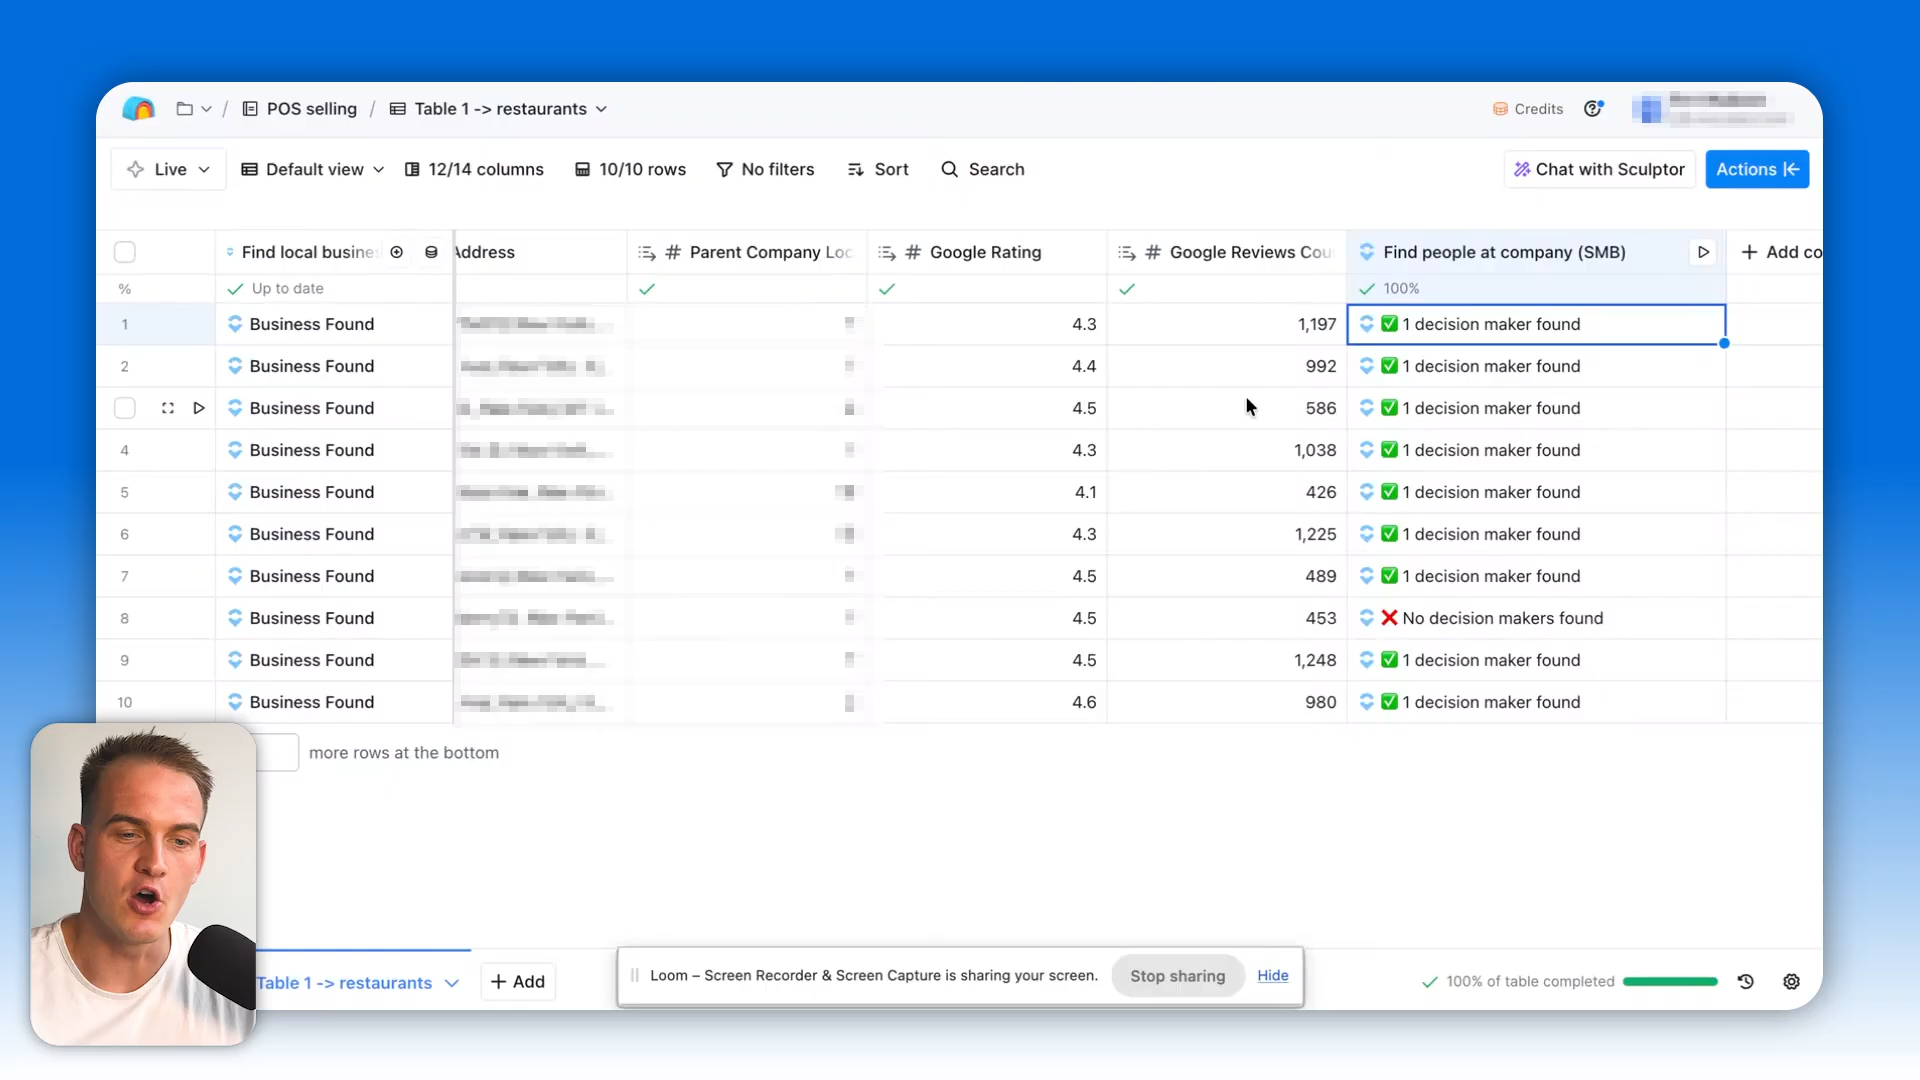 / POS selling / Table 1 -> restaurants
Credits
Live Default view 12/14 columns 10/10 rows No filters Sort Search
Chat with Sculptor Actions
Find local busine Address # Parent Company Loc # Google Rating # Google Reviews Cou Find people at company (SMB) + Add co
% Up to date 100%
1 Business Found 4.3 1,197 1 decision maker found
2 Business Found 4.4 992 1 decision maker found
Business Found 4.5 586 1 decision maker found
4 Business Found 4.3 1,038 1 decision maker found
5 Business Found 4.1 426 1 decision maker found
6 Business Found 4.3 1,225 1 decision maker found
7 Business Found 4.5 489 1 decision maker found
8 Business Found 4.5 453 No decision makers found
9 Business Found 4.5 1,248 1 decision maker found
10 Business Found 4.6 980 1 decision maker found
more rows at the bottom
Table 1 -> restaurants + Add
Loom – Screen Recorder & Screen Capture is sharing your screen. Stop sharing Hide
100% of table completed